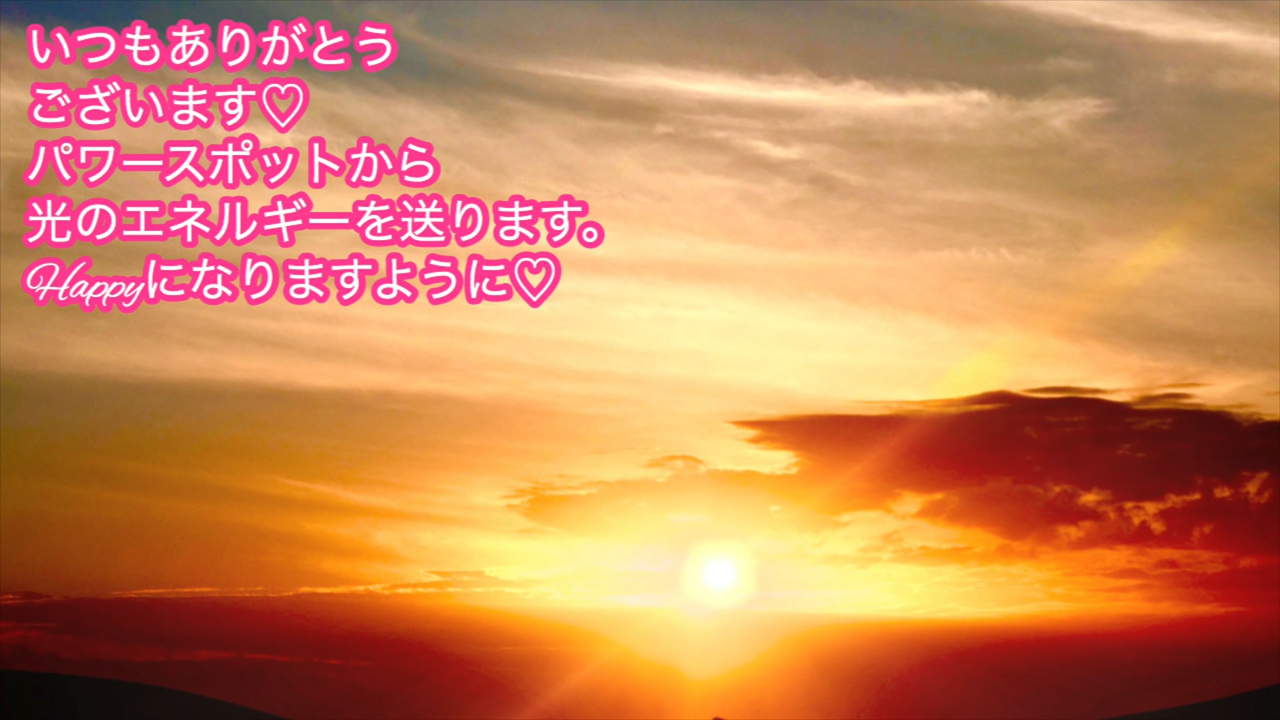 いつもありがとう
ございます♡
パワースポットから
光のエネルギーを送ります。
Happyになりますように♡